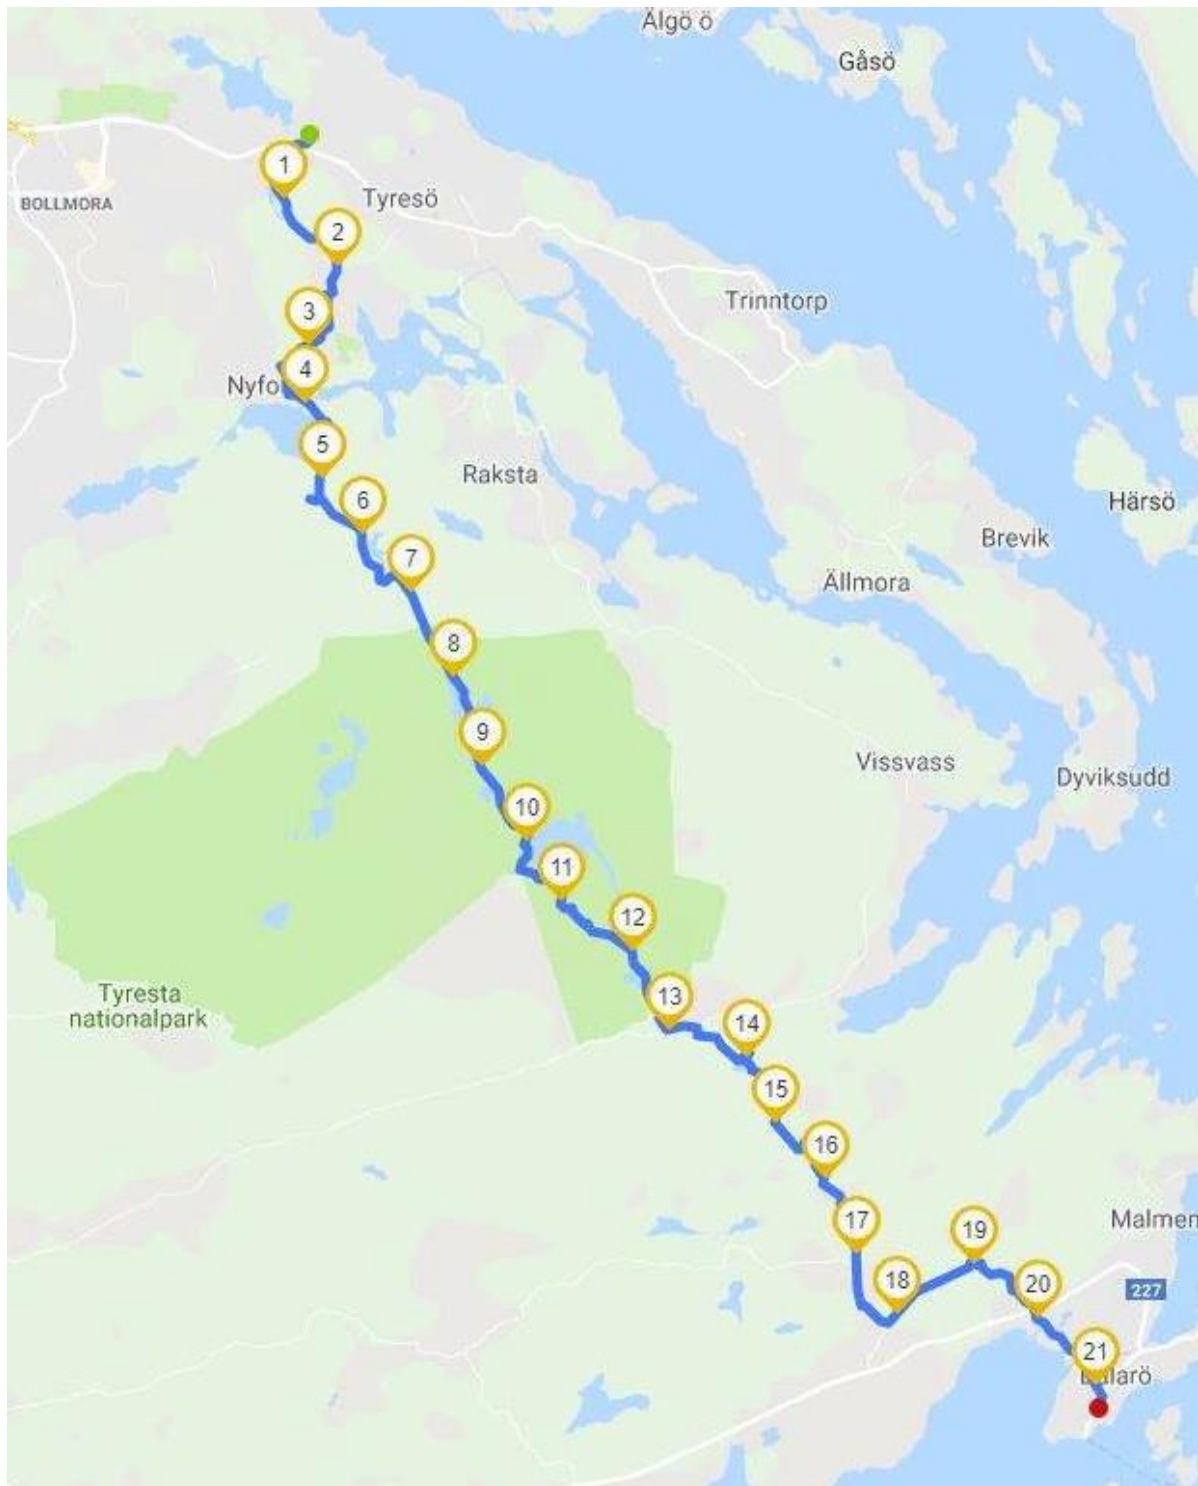 Älgö ö
Gåsö
1
Tyresö
BOLLMORA
2
Trinntorp
3
4
Nyfo
5
Raksta
6
Härsö
Brevik
7
Ällmora
8
9
Vissvass
Dyviksudd
10
11
12
Tyresta
nationalpark
13
14
15
16
17
Malmen
19
18
20
227
21